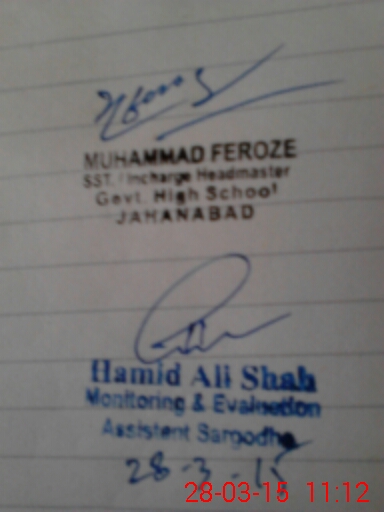 MUHAMMAD FEROZE
SST. / Incharge Headmaster
Govt. High School
JAHANABAD
Hamid Ali Shah
Monitoring & Evaluation
Assistent Sargodha
28-3-15
28-03-15 11:12